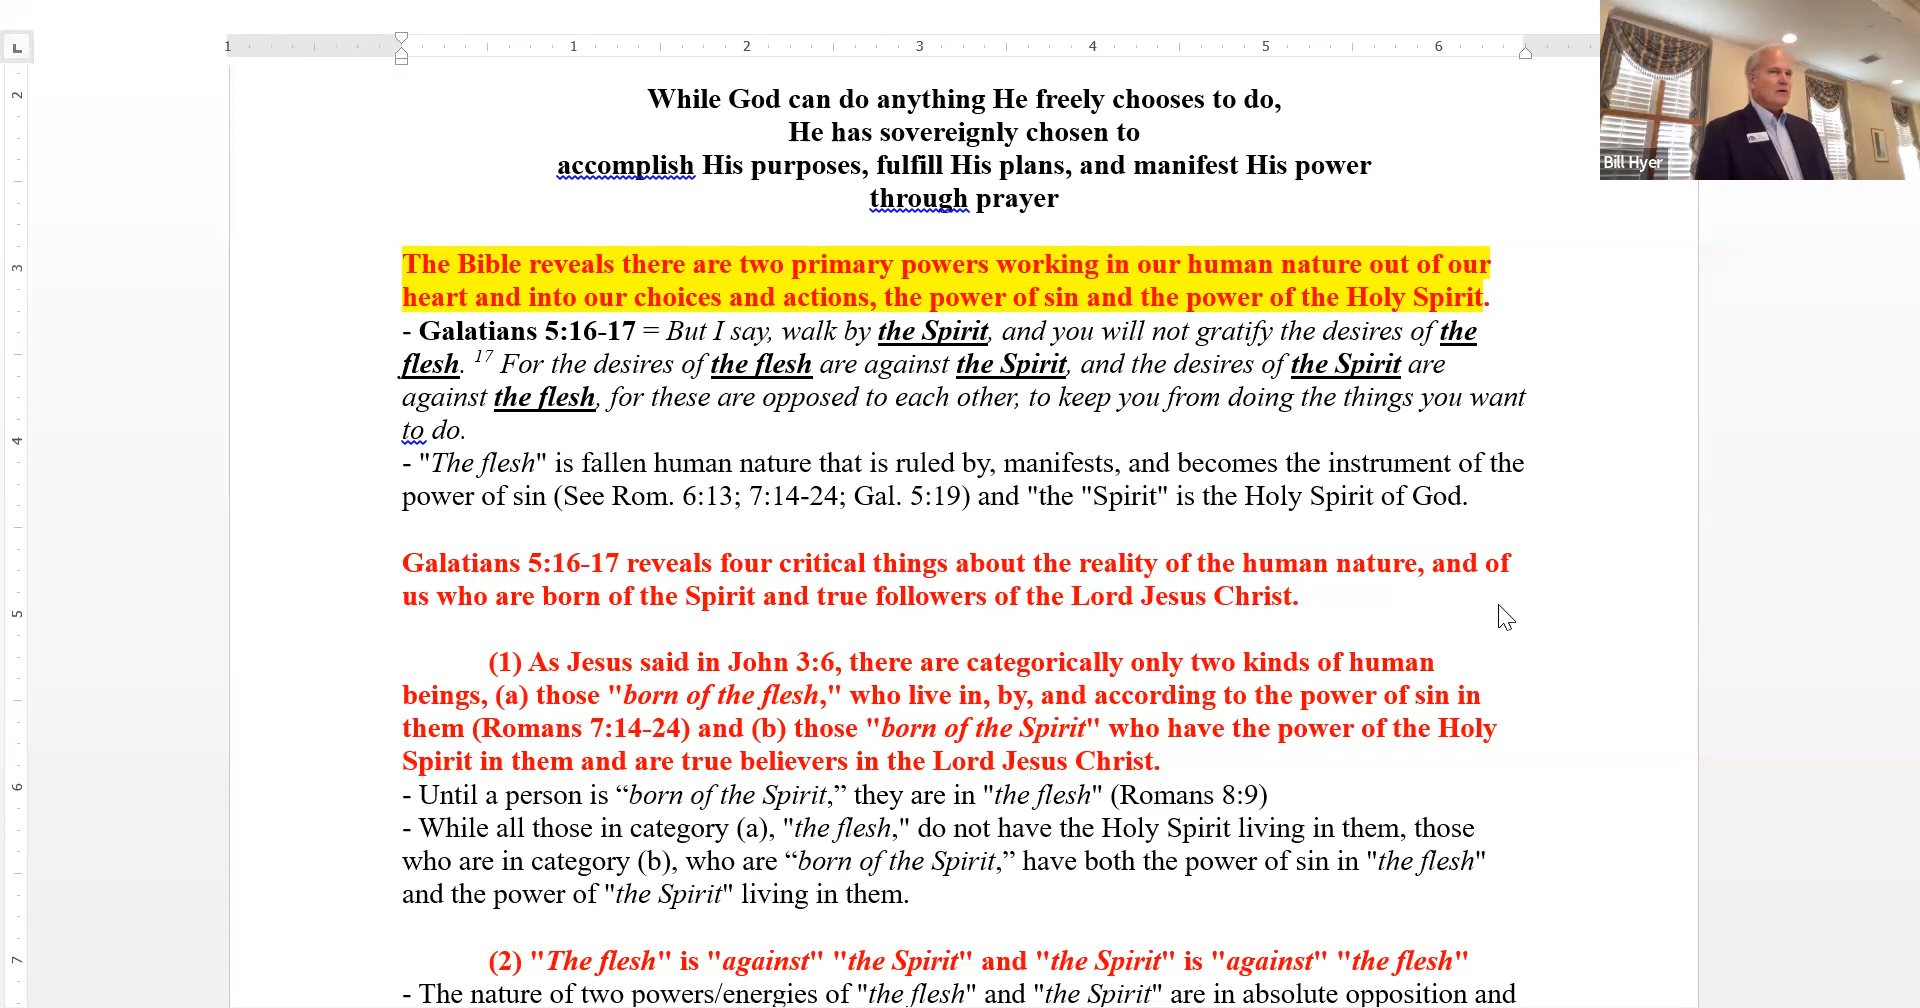 1 1 2 3 4 5 6
While God can do anything He freely chooses to do,
He has sovereignly chosen to
accomplish His purposes, fulfill His plans, and manifest His power
through prayer
Bill Hyer
The Bible reveals there are two primary powers working in our human nature out of our
heart and into our choices and actions, the power of sin and the power of the Holy Spirit.
- Galatians 5:16-17 = But I say, walk by the Spirit, and you will not gratify the desires of the
flesh. 17 For the desires of the flesh are against the Spirit, and the desires of the Spirit are
against the flesh, for these are opposed to each other, to keep you from doing the things you want
to do.
- "The flesh" is fallen human nature that is ruled by, manifests, and becomes the instrument of the
power of sin (See Rom. 6:13; 7:14-24; Gal. 5:19) and "the "Spirit" is the Holy Spirit of God.
Galatians 5:16-17 reveals four critical things about the reality of the human nature, and of
us who are born of the Spirit and true followers of the Lord Jesus Christ.
(1) As Jesus said in John 3:6, there are categorically only two kinds of human
beings, (a) those "born of the flesh," who live in, by, and according to the power of sin in
them (Romans 7:14-24) and (b) those "born of the Spirit" who have the power of the Holy
Spirit in them and are true believers in the Lord Jesus Christ.
- Until a person is “born of the Spirit,” they are in "the flesh" (Romans 8:9)
- While all those in category (a), "the flesh," do not have the Holy Spirit living in them, those
who are in category (b), who are “born of the Spirit,” have both the power of sin in "the flesh"
and the power of "the Spirit" living in them.
(2) "The flesh" is "against" "the Spirit" and "the Spirit" is "against" "the flesh"
- The nature of two powers/energies of "the flesh" and "the Spirit" are in absolute opposition and
2
3
4
5
6
7